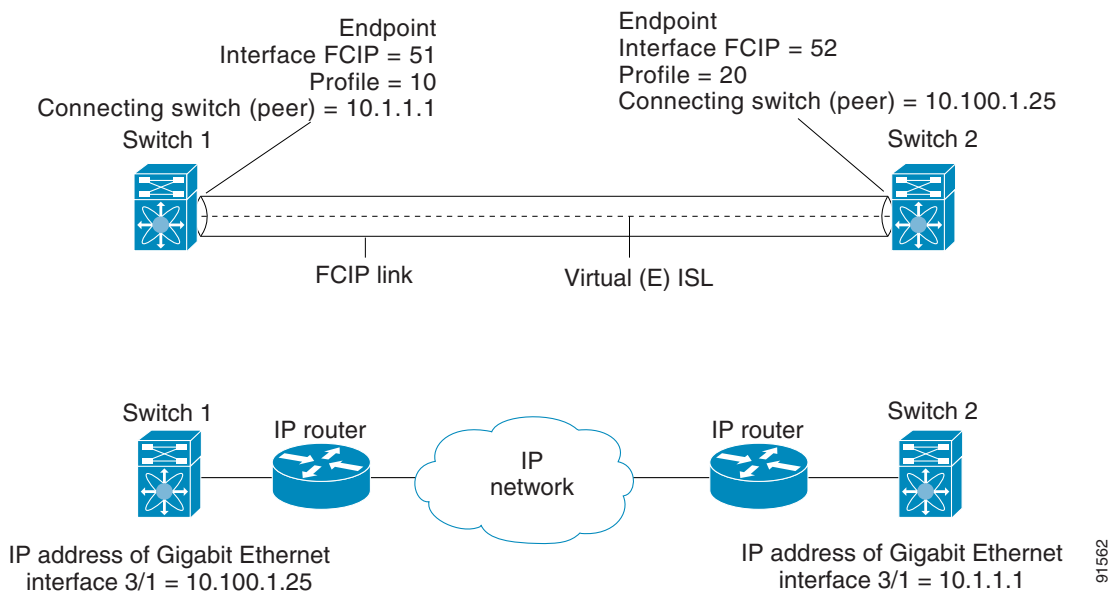 Endpoint
Interface FCIP = 51
Profile = 10
Connecting switch (peer) = 10.1.1.1
Switch 1
Endpoint
Interface FCIP = 52
Profile = 20
Connecting switch (peer) = 10.100.1.25
Switch 2
FCIP link
Virtual (E) ISL
Switch 1
IP router
IP
network
IP router
Switch 2
IP address of Gigabit Ethernet
interface 3/1 = 10.100.1.25
IP address of Gigabit Ethernet
interface 3/1 = 10.1.1.1
91562